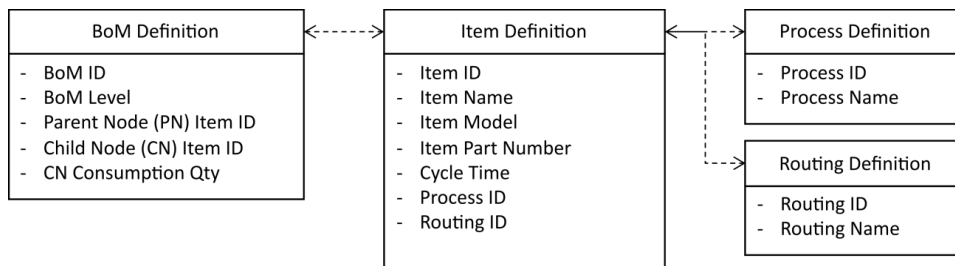 BoM Definition
- BoM ID
- BoM Level
- Parent Node (PN) Item ID
- Child Node (CN) Item ID
- CN Consumption Qty
Item Definition
- Item ID
- Item Name
- Item Model
- Item Part Number
- Cycle Time
- Process ID
- Routing ID
Process Definition
- Process ID
- Process Name
Routing Definition
- Routing ID
- Routing Name